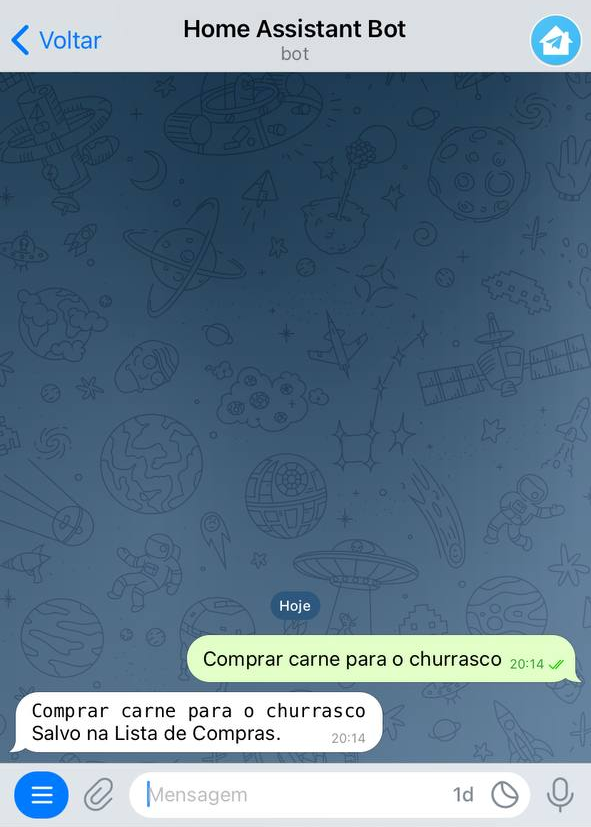 Voltar
Home Assistant Bot
bot
Hoje
Comprar carne para o churrasco 20:14
Comprar carne para o churrasco
Salvo na Lista de Compras. 20:14
Mensagem
1d